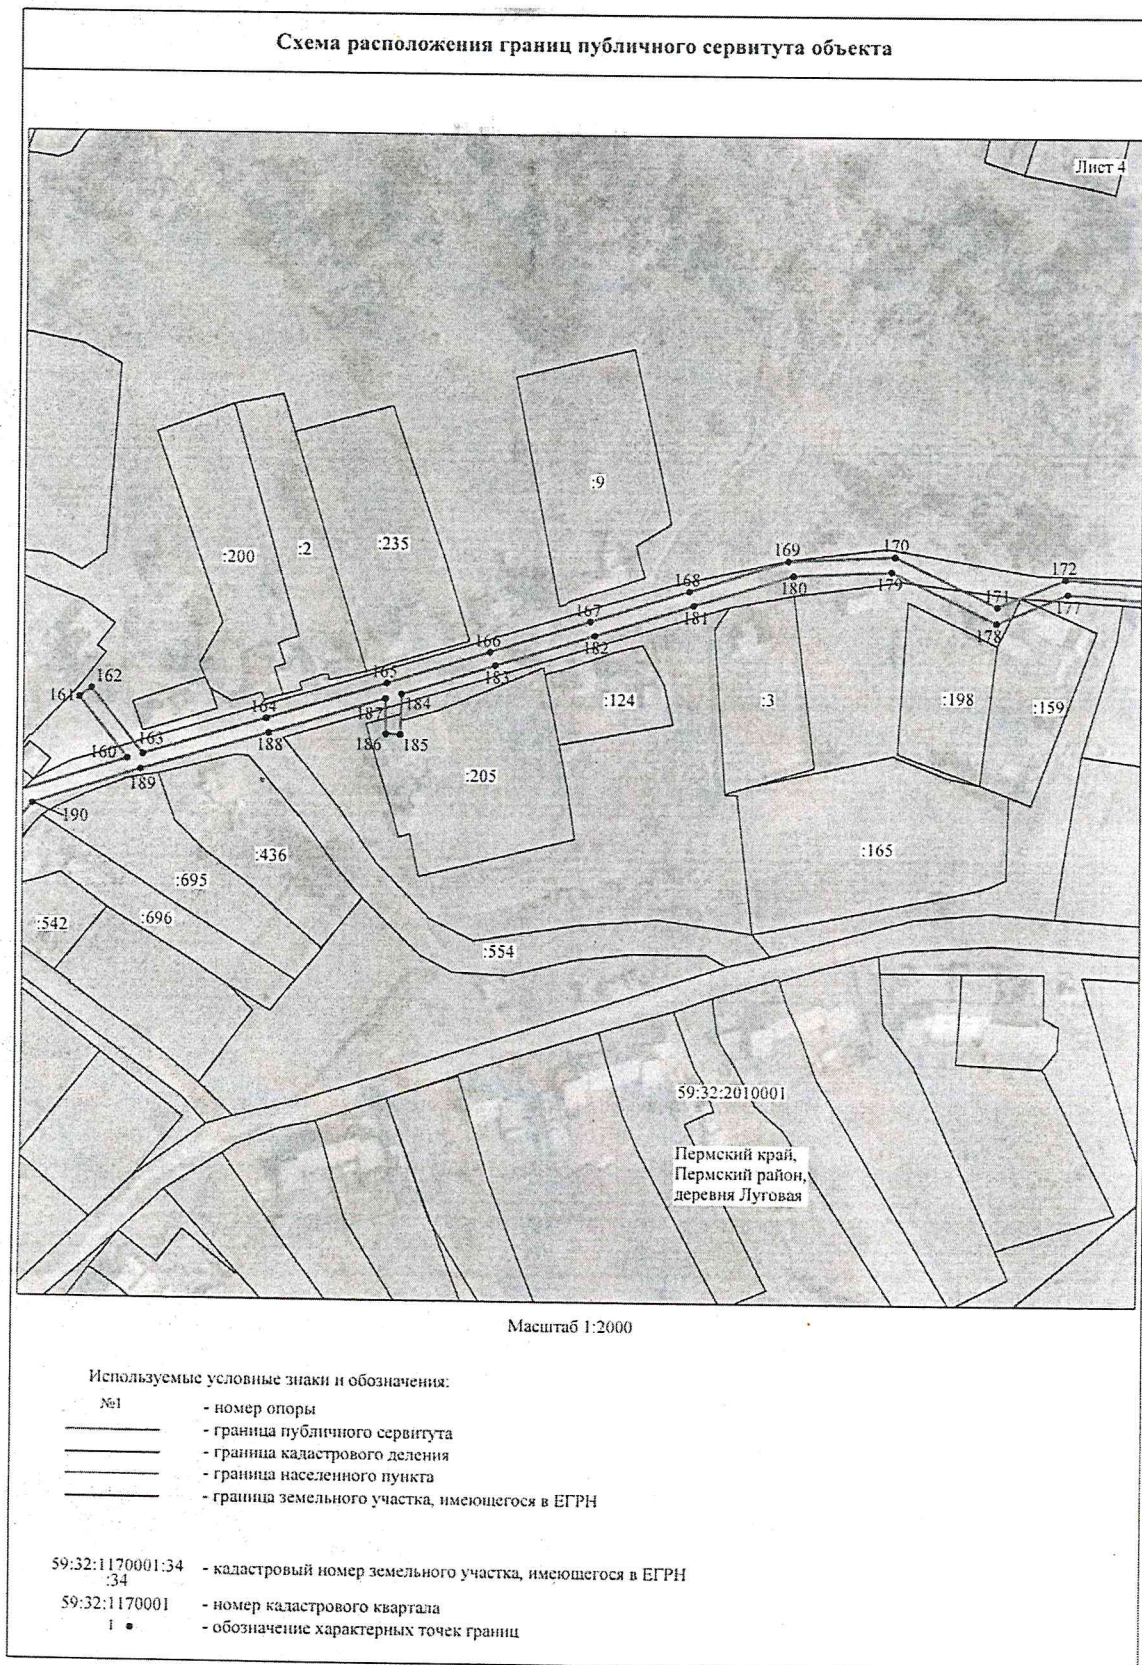 Схема расположения границ публичного сервитута объекта
Лист 4
:9
:200
:2
:235
169
170
172
168
180
179
171
177
167
181
178
166
182
162
165
183
161
184
:124
:3
:198
:159
164
187
163
188
186
185
160
189
:205
190
:436
:165
:695
:542
:696
:554
59:32:2010001
Пермский край,
Пермский район,
деревня Луговая
Масштаб 1:2000
Используемые условные знаки и обозначения:
№1 - номер опоры
- граница публичного сервитута
- граница кадастрового деления
- граница населенного пункта
- граница земельного участка, имеющегося в ЕГРН
59:32:1170001:34 - кадастровый номер земельного участка, имеющегося в ЕГРН
:34
59:32:1170001 - номер кадастрового квартала
1 - обозначение характерных точек границ